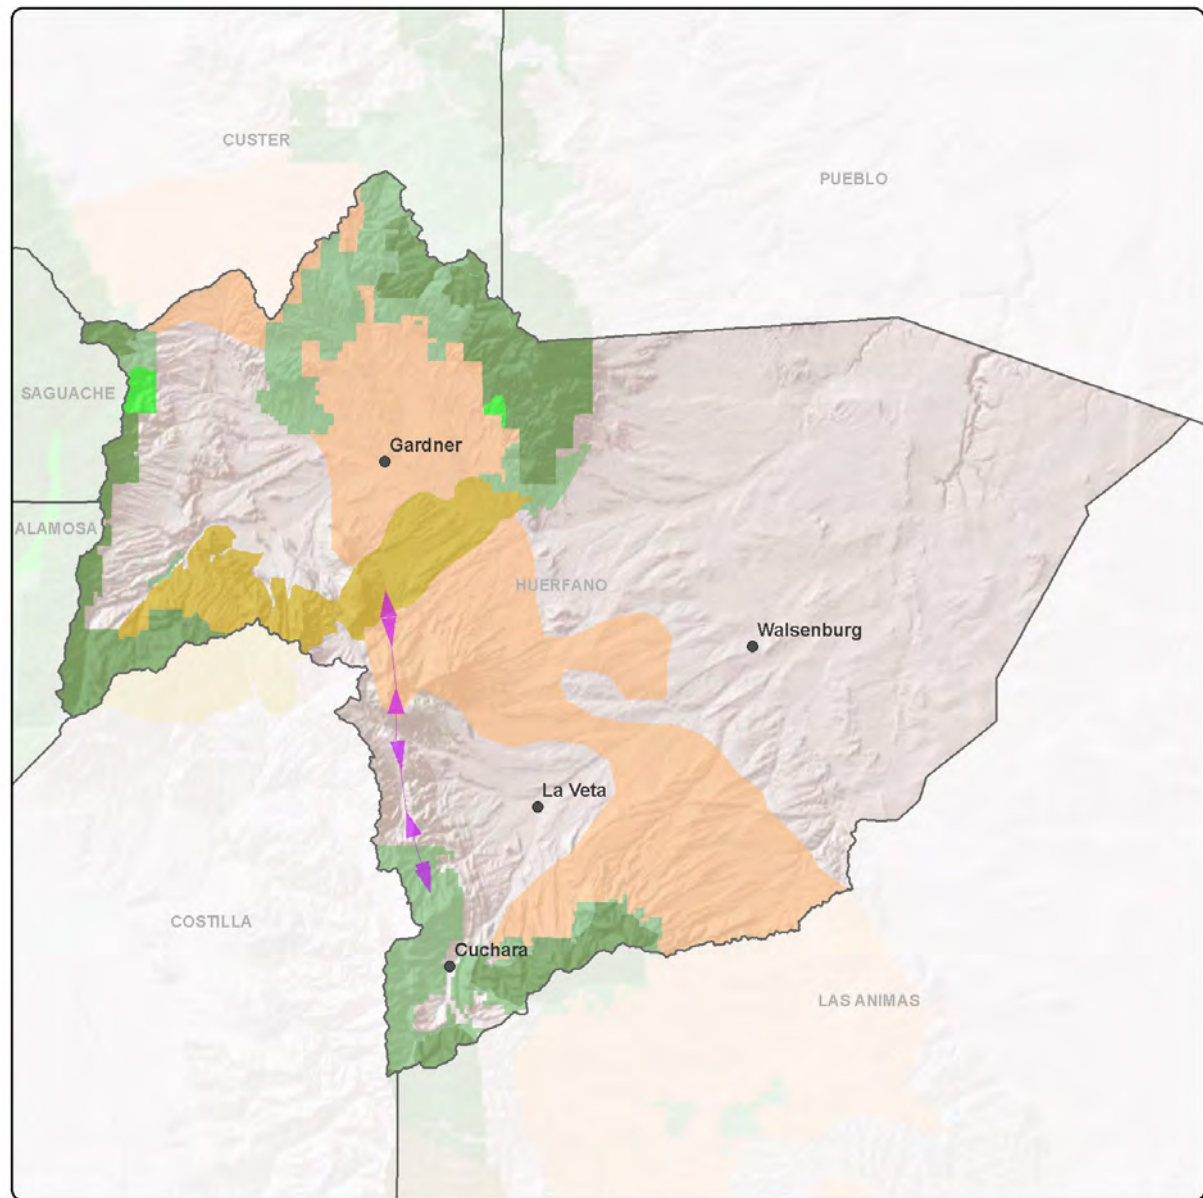 CUSTER
PUEBLO
SAGUACHE
Gardner
ALAMOSA
HUERFANO
Walsenburg
La Veta
COSTILLA
Cuchara
LAS ANIMAS